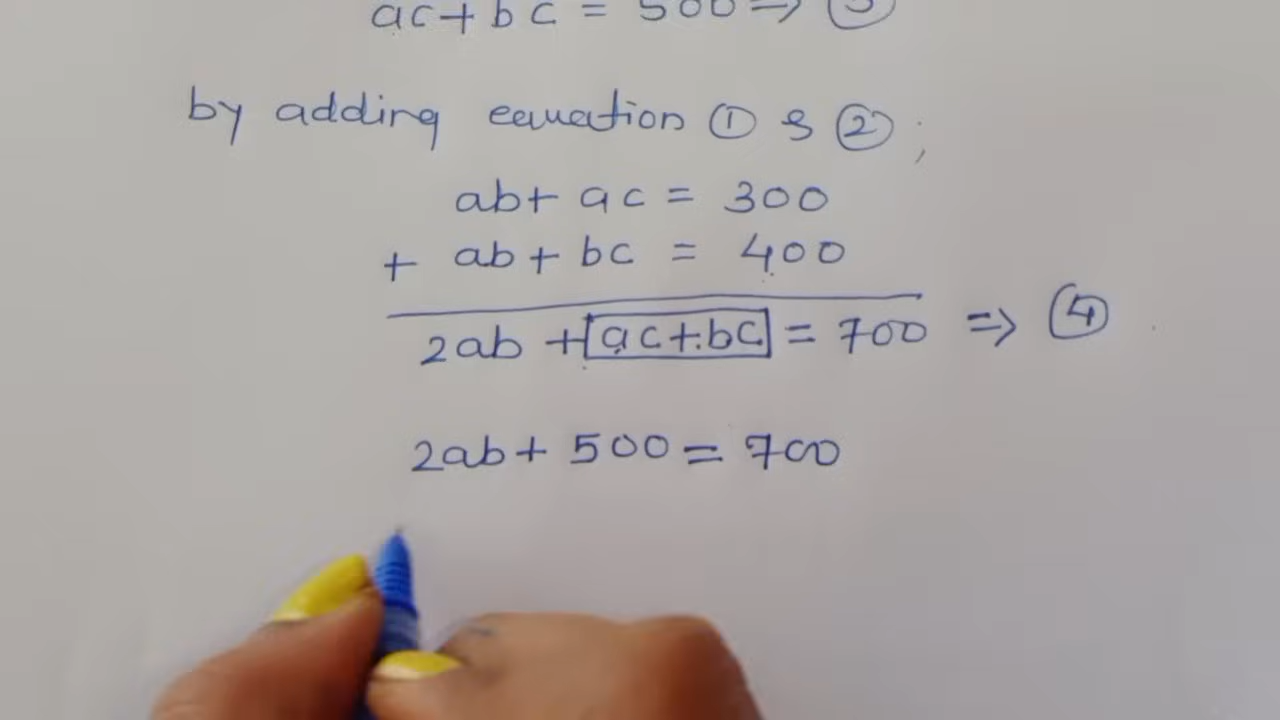 ac + bc = 500 => ③
by adding equation ① & ② ;
ab + ac = 300
+ ab + bc = 400
2ab + ac + bc = 700 => ④
2ab + 500 = 700